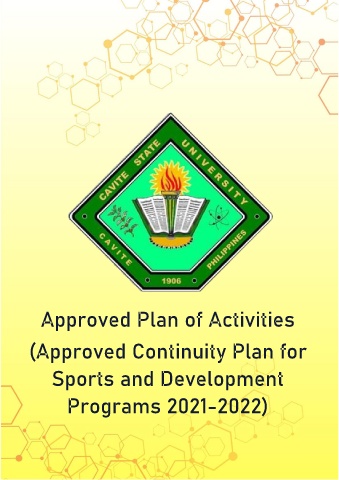 CAVITE STATE UNIVERSITY
CAVITE
PHILIPPINES
1906
Approved Plan of Activities
(Approved Continuity Plan for
Sports and Development
Programs 2021-2022)